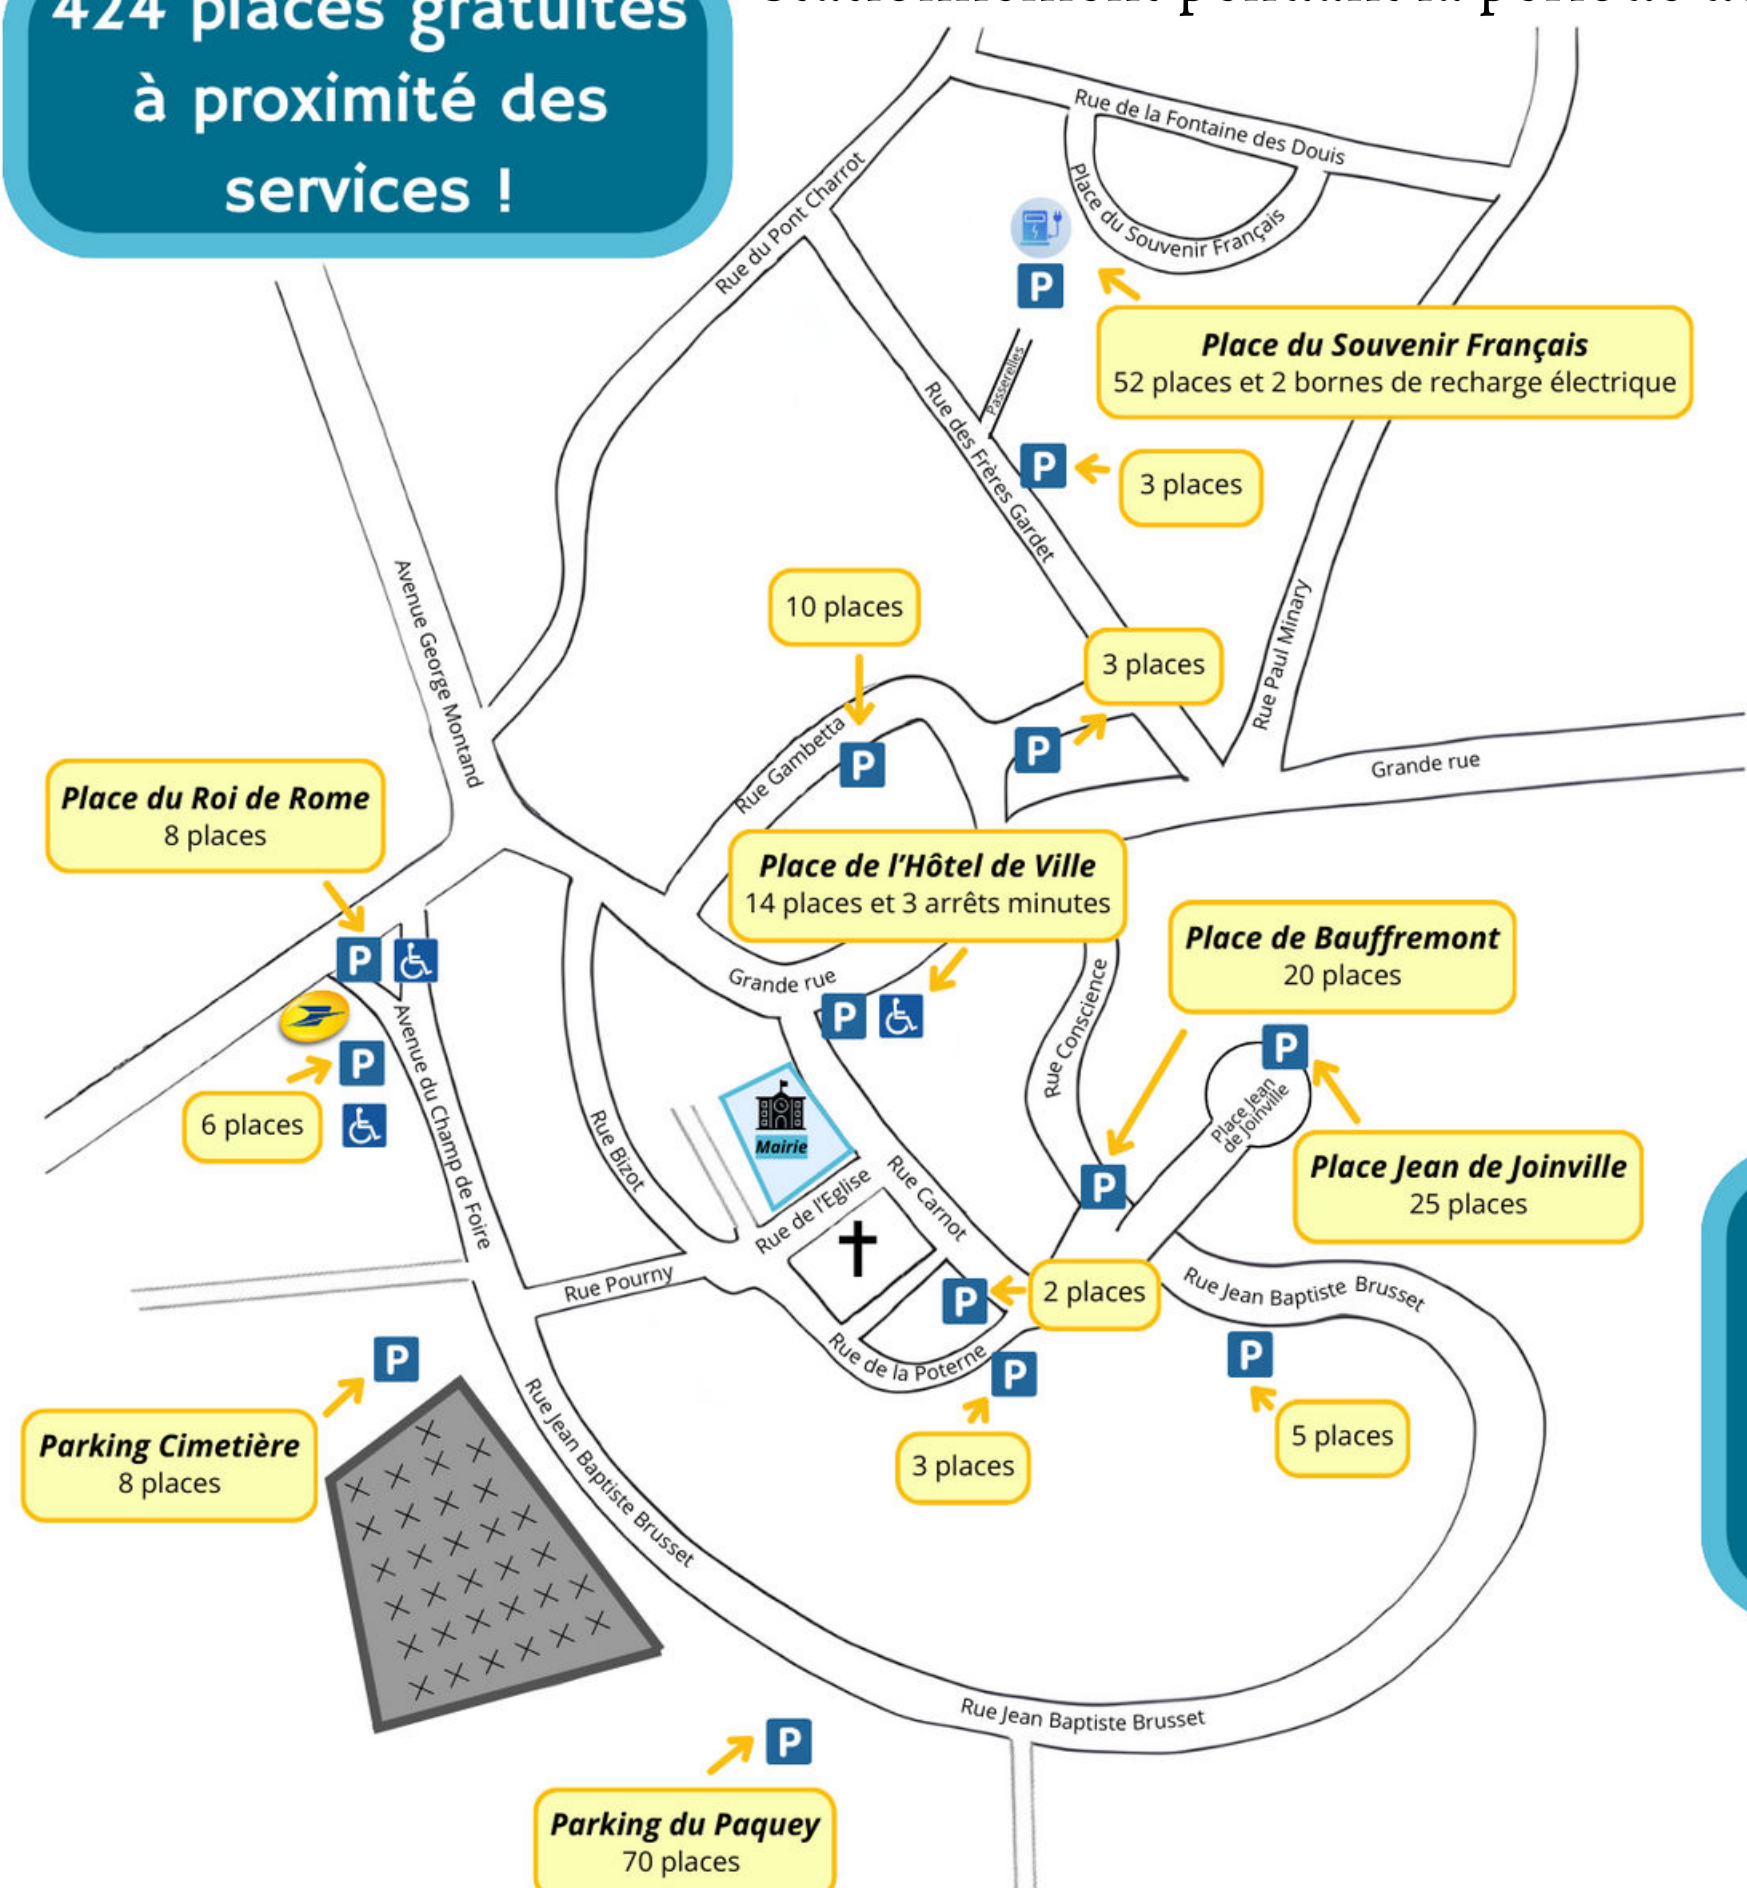 424 places gratuites
à proximité des
services !
Rue de la Fontaine des Douis
Place du Souvenir Français
Rue du Pont Charrot
P
Place du Souvenir Français
52 places et 2 bornes de recharge électrique
Passerelles
Rue des Frères Gardet
P
3 places
Avenue George Montand
10 places
3 places
Rue Paul Minary
Rue Gambetta
P
P
Grande rue
Place du Roi de Rome
8 places
Place de l'Hôtel de Ville
14 places et 3 arrêts minutes
Place de Bauffremont
20 places
P
Grande rue
P
Rue Conscience
P
Avenue du Champ de Foire
P
6 places
Rue Bizot
Mairie
Place Jean
de Joinville
Place Jean de Joinville
25 places
P
Rue de l'Eglise
Rue Carnot
Rue Pourny
P
2 places
Rue Jean Baptiste Brusset
Rue de la Poterne
P
P
P
Parking Cimetière
8 places
3 places
5 places
Rue Jean Baptiste Brusset
Rue Jean Baptiste Brusset
P
Parking du Paquey
70 places